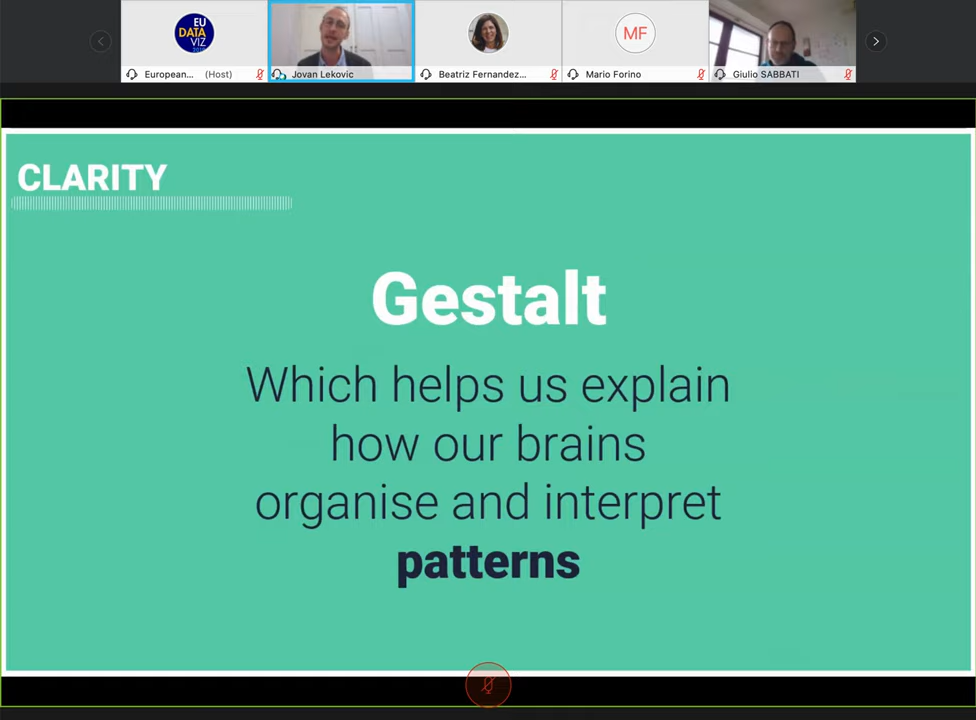 EU
DATA
VIZ
European... (Host)
Jovan Lekovic
Beatriz Fernandez...
MF
Mario Forino
Giulio SABBATI
CLARITY
Gestalt
Which helps us explain
how our brains
organise and interpret
patterns